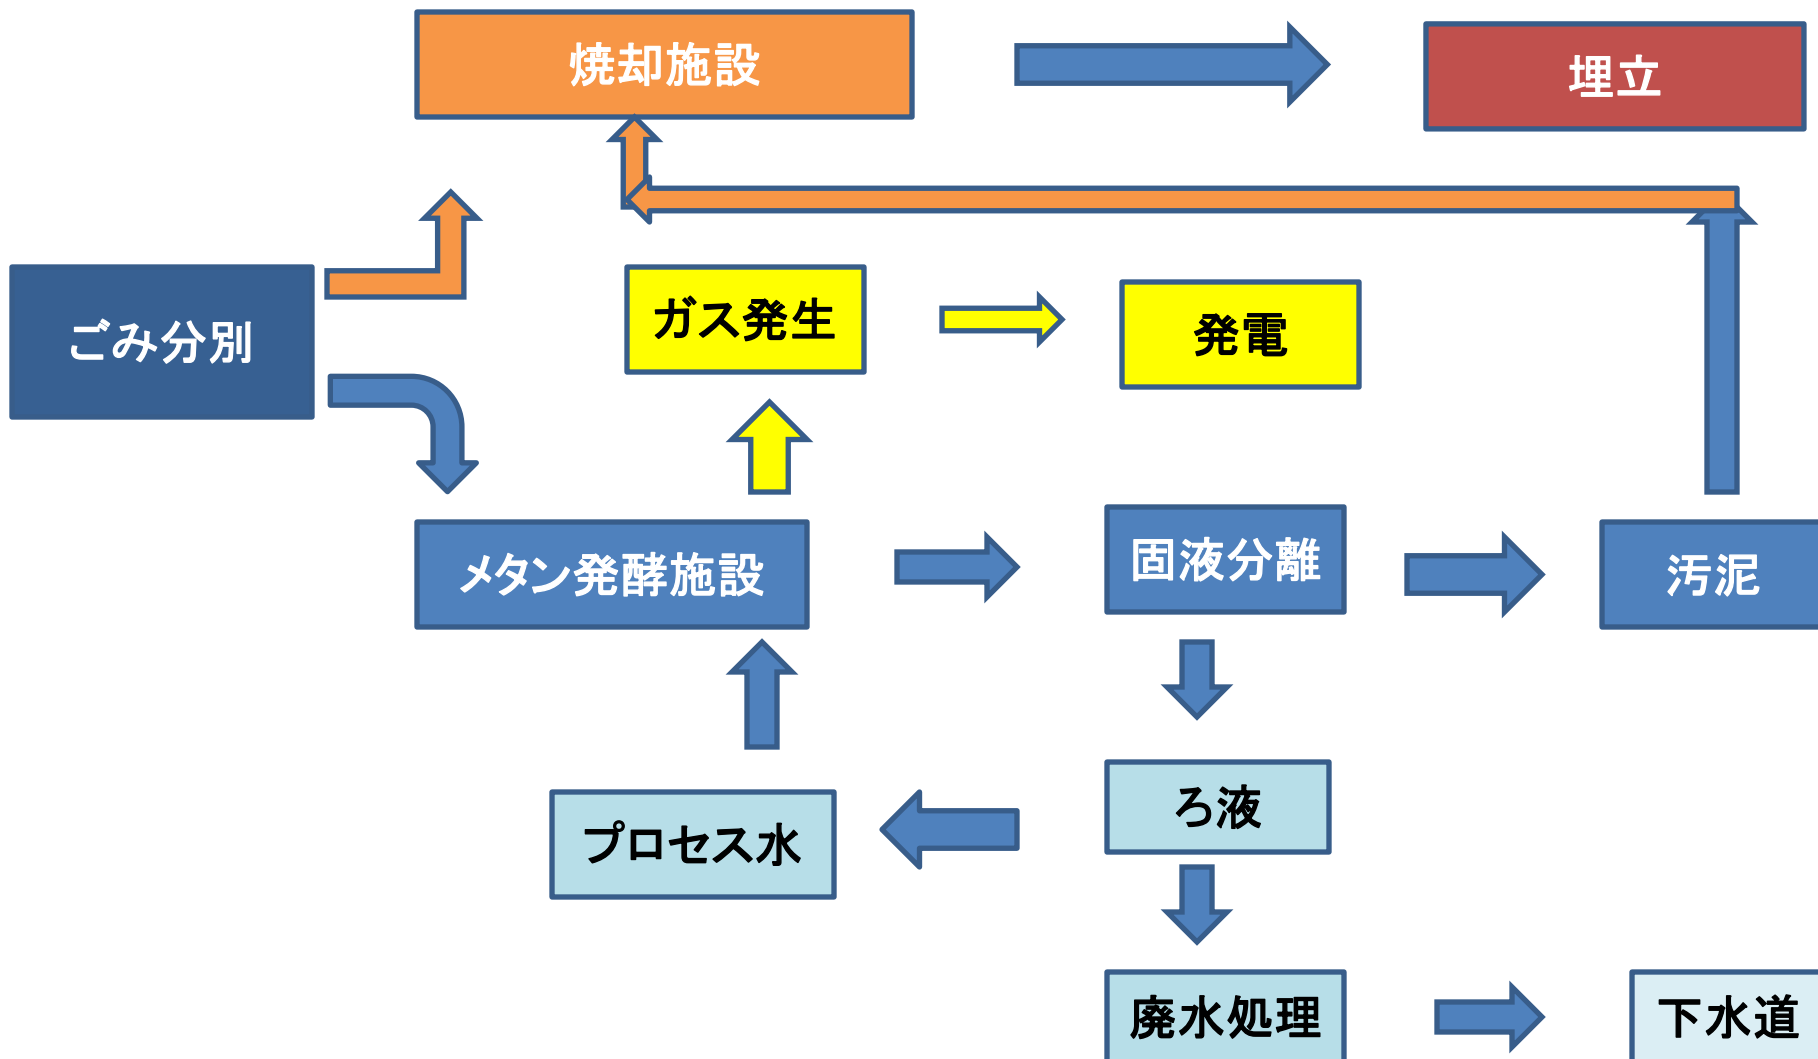 焼却施設
埋立
ごみ分別
ガス発生
発電
メタン発酵施設
固液分離
汚泥
プロセス水
ろ液
廃水処理
下水道